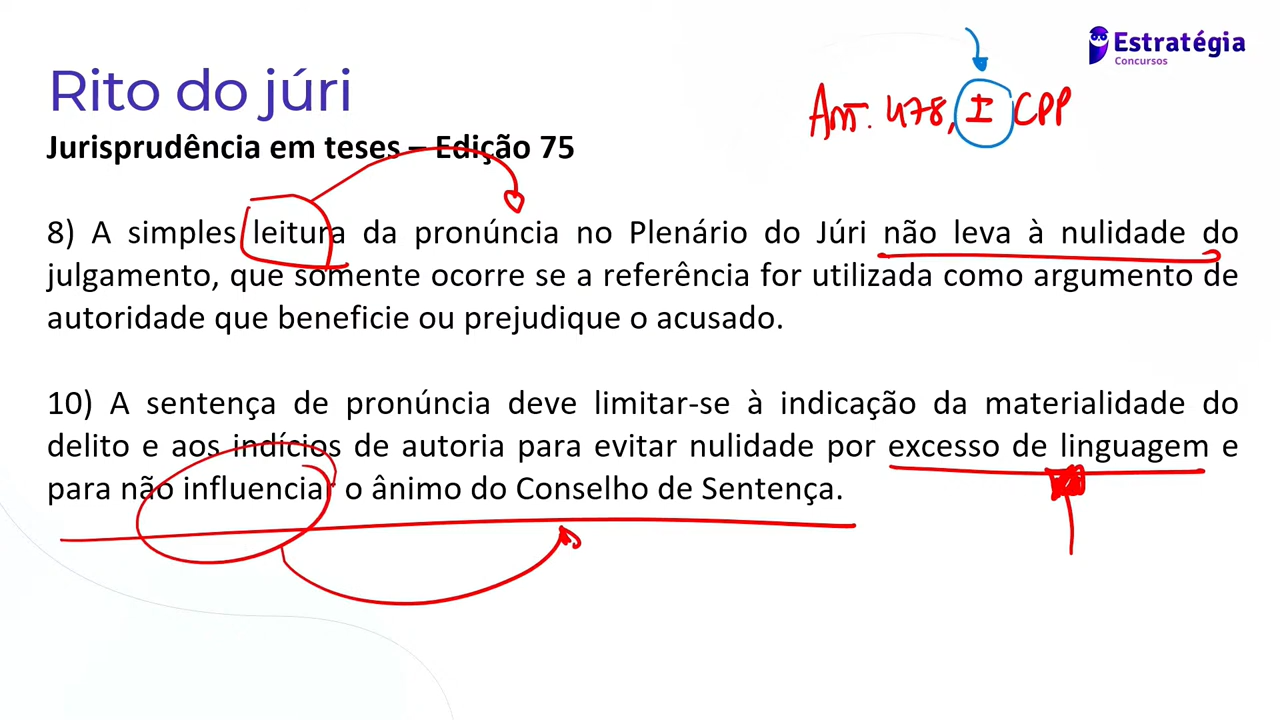 Estratégia
Concursos
Rito do júri
Art. 478, I CPP
Jurisprudência em teses – Edição 75
8) A simples leitura da pronúncia no Plenário do Júri não leva à nulidade do
julgamento, que somente ocorre se a referência for utilizada como argumento de
autoridade que beneficie ou prejudique o acusado.
10) A sentença de pronúncia deve limitar-se à indicação da materialidade do
delito e aos indícios de autoria para evitar nulidade por excesso de linguagem e
para não influenciar o ânimo do Conselho de Sentença.